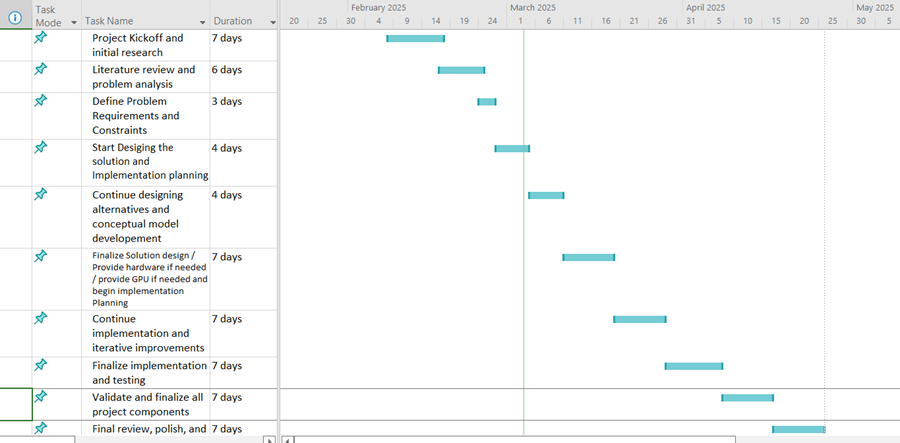 Task
Mode
Task Name
Duration
February 2025
March 2025
April 2025
May 2025
20 25 30 4 9 14 19 24 1 6 11 16 21 26 31 5 10 15 20 25 30 5
Project Kickoff and
initial research
7 days
Literature review and
problem analysis
6 days
Define Problem
Requirements and
Constraints
3 days
Start Desiging the
solution and
Implementation planning
4 days
Continue designing
alternatives and
conceptual model
developement
4 days
Finalize Solution design /
Provide hardware if needed
/ provide GPU if needed and
begin implementation
Planning
7 days
Continue
implementation and
iterative improvements
7 days
Finalize implementation
and testing
7 days
Validate and finalize all
project components
7 days
Final review, polish, and
7 days